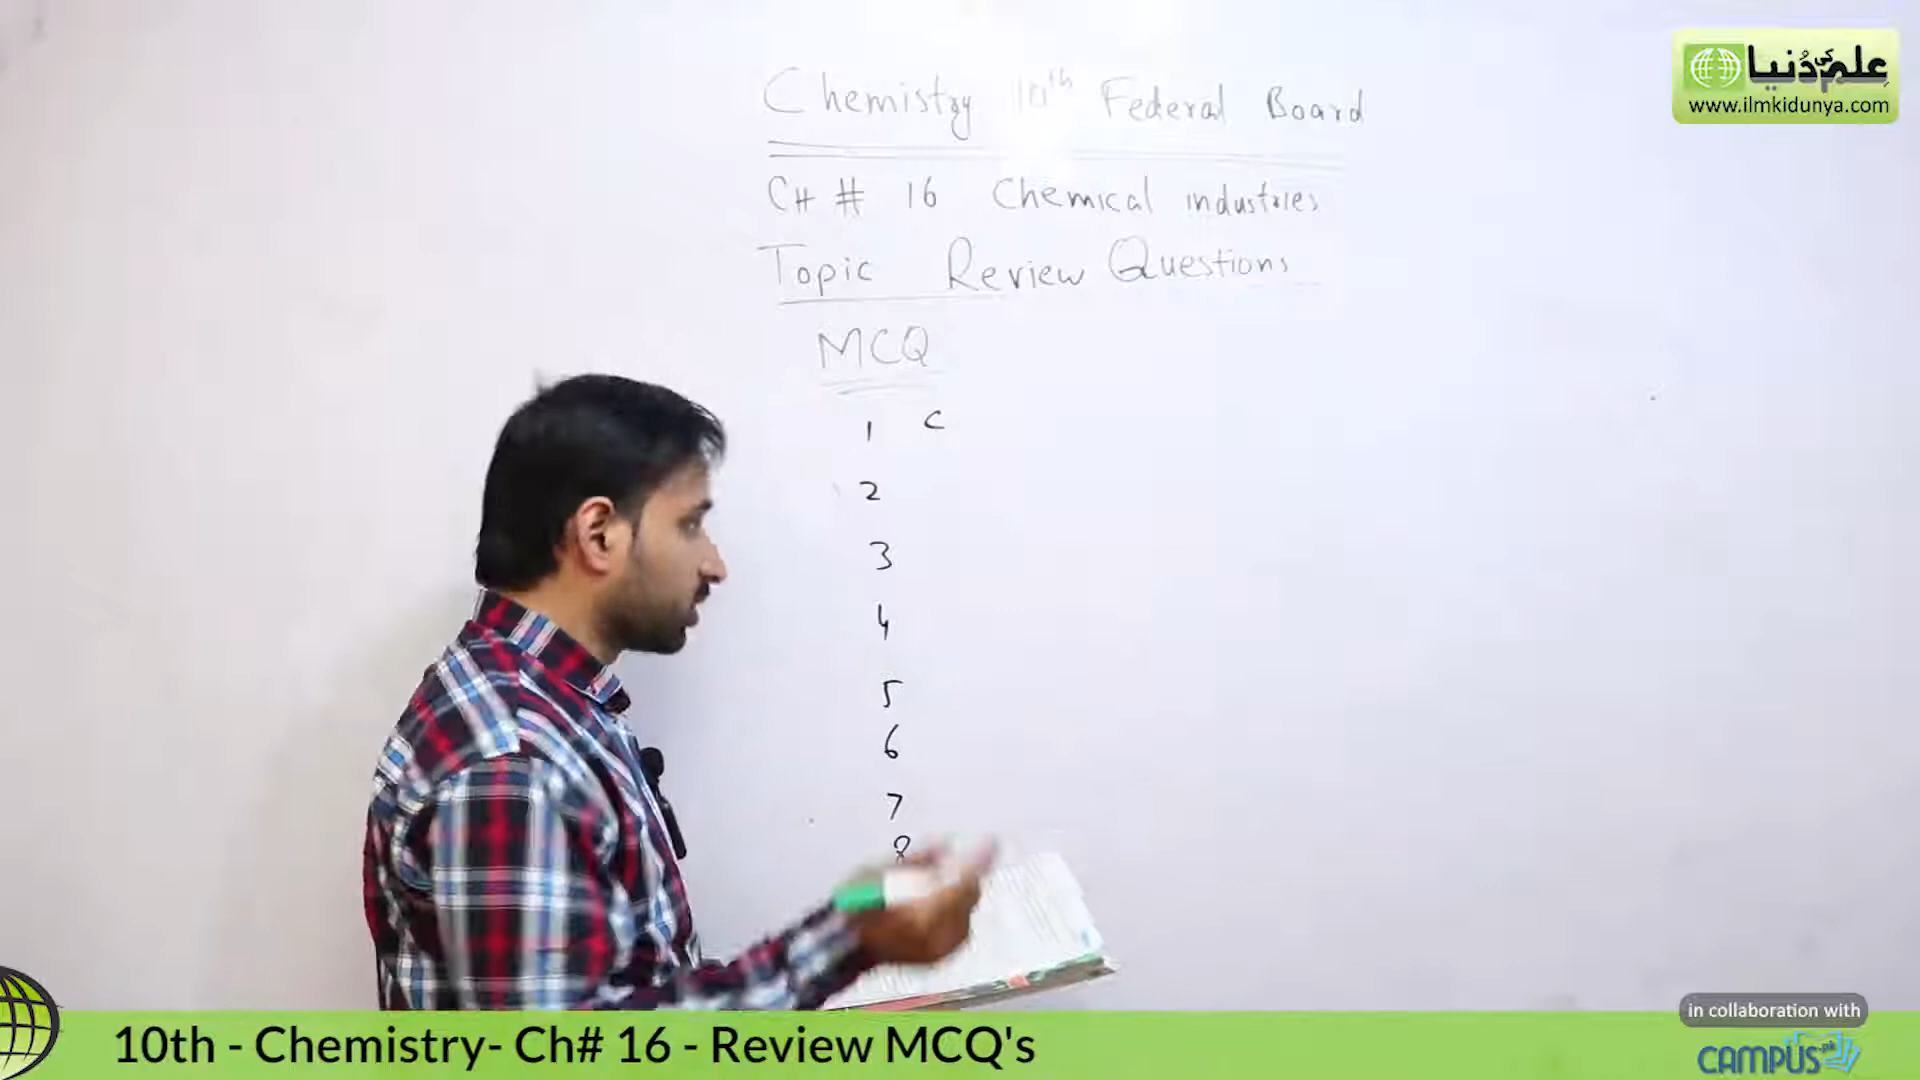 علم کی دُنیا
www.ilmkidunya.com
Chemistry 10th Federal Board
CH # 16 Chemical industries
Topic Review Questions
MCQ
1 C
2
3
4
5
6
7
8
in collaboration with
CAMPUS.pk
10th - Chemistry- Ch# 16 - Review MCQ's